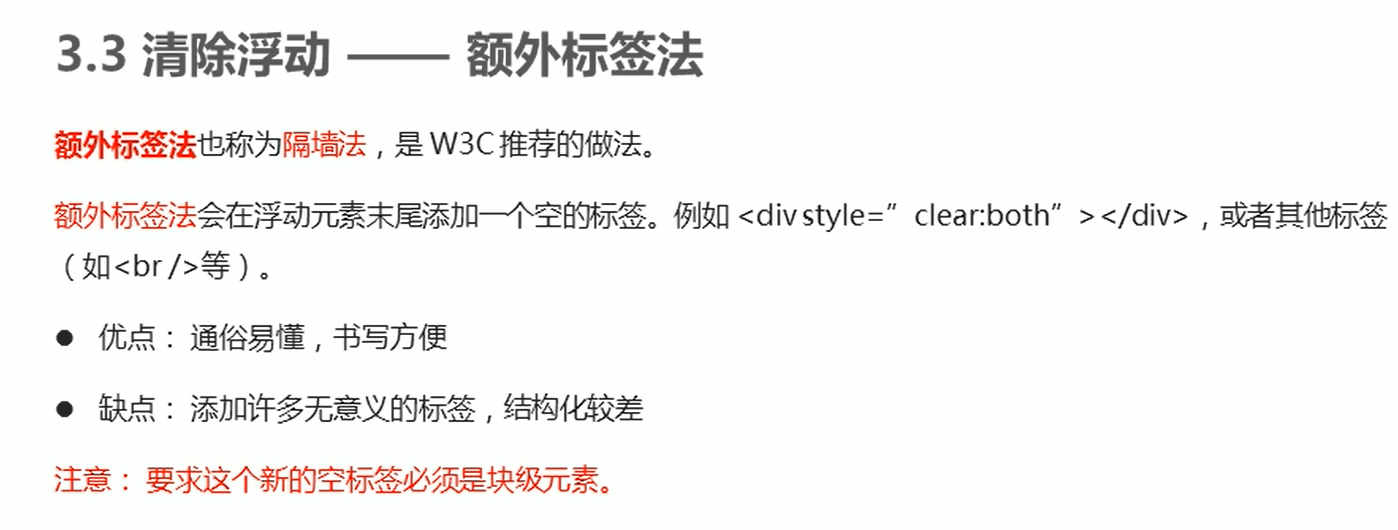 3.3 清除浮动 —— 额外标签法
额外标签法也称为隔墙法，是 W3C 推荐的做法。
额外标签法会在浮动元素末尾添加一个空的标签。例如 <div style=”clear:both”></div>，或者其他标签
（如<br />等）。
● 优点：通俗易懂，书写方便
● 缺点：添加许多无意义的标签，结构化较差
注意：要求这个新的空标签必须是块级元素。